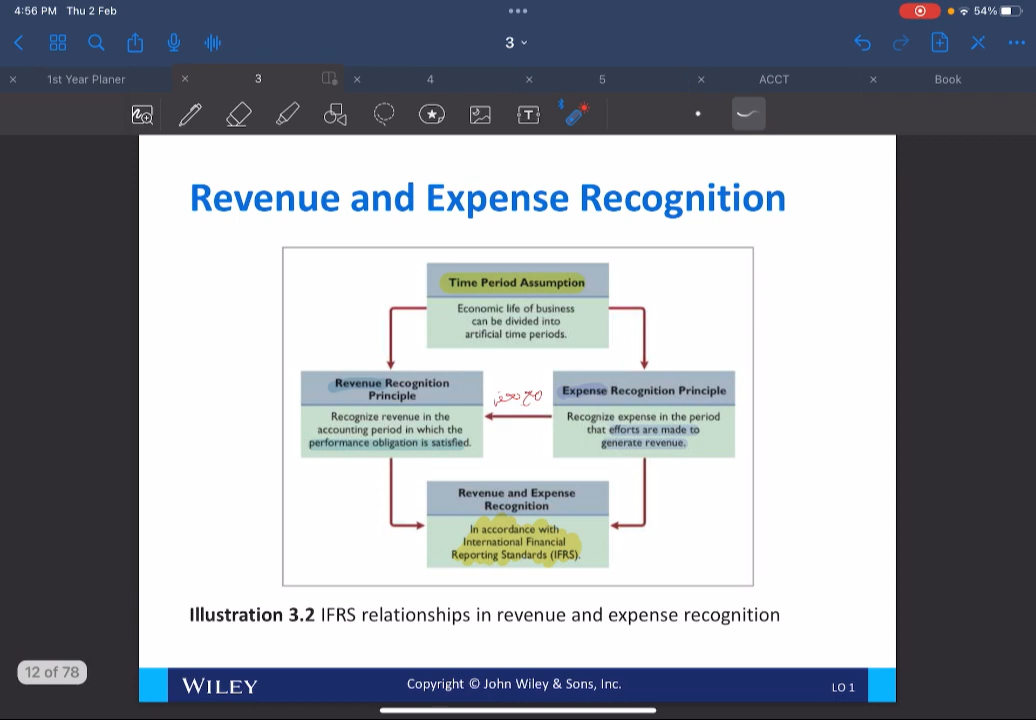 4:56 PM Thu 2 Feb
54%
3
1st Year Planer
3
4
5
ACCT
Book
Revenue and Expense Recognition
Time Period Assumption
Economic life of business
can be divided into
artificial time periods.
Revenue Recognition
Principle
Recognize revenue in the
accounting period in which the
performance obligation is satisfied.
Expense Recognition Principle
Recognize expense in the period
that efforts are made to
generate revenue.
Revenue and Expense
Recognition
In accordance with
International Financial
Reporting Standards (IFRS).
Illustration 3.2 IFRS relationships in revenue and expense recognition
12 of 78
WILEY
Copyright © John Wiley & Sons, Inc.
LO 1